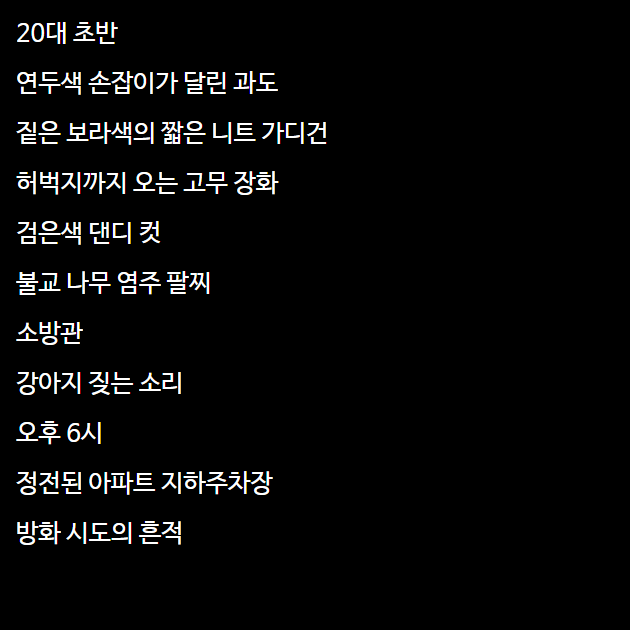 20대 초반
연두색 손잡이가 달린 과도
짙은 보라색의 짧은 니트 가디건
허벅지까지 오는 고무 장화
검은색 댄디 컷
불교 나무 염주 팔찌
소방관
강아지 짖는 소리
오후 6시
정전된 아파트 지하주차장
방화 시도의 흔적